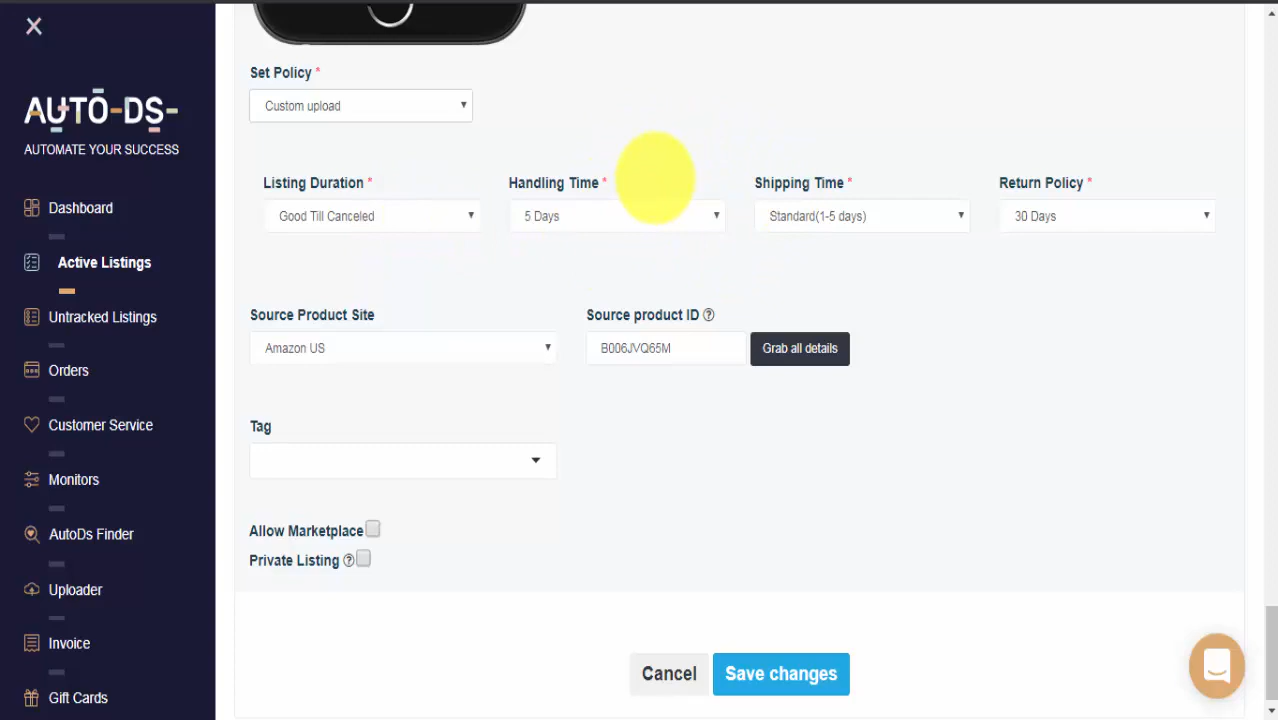 AUTO-DS-
AUTOMATE YOUR SUCCESS
Dashboard
Active Listings
Untracked Listings
Orders
Customer Service
Monitors
AutoDs Finder
Uploader
Invoice
Gift Cards
Set Policy *
Custom upload
Listing Duration * Handling Time * Shipping Time * Return Policy *
Good Till Canceled 5 Days Standard(1-5 days) 30 Days
Source Product Site Source product ID ?
Amazon US B006JVQ65M Grab all details
Tag
Allow Marketplace
Private Listing ?
Cancel Save changes